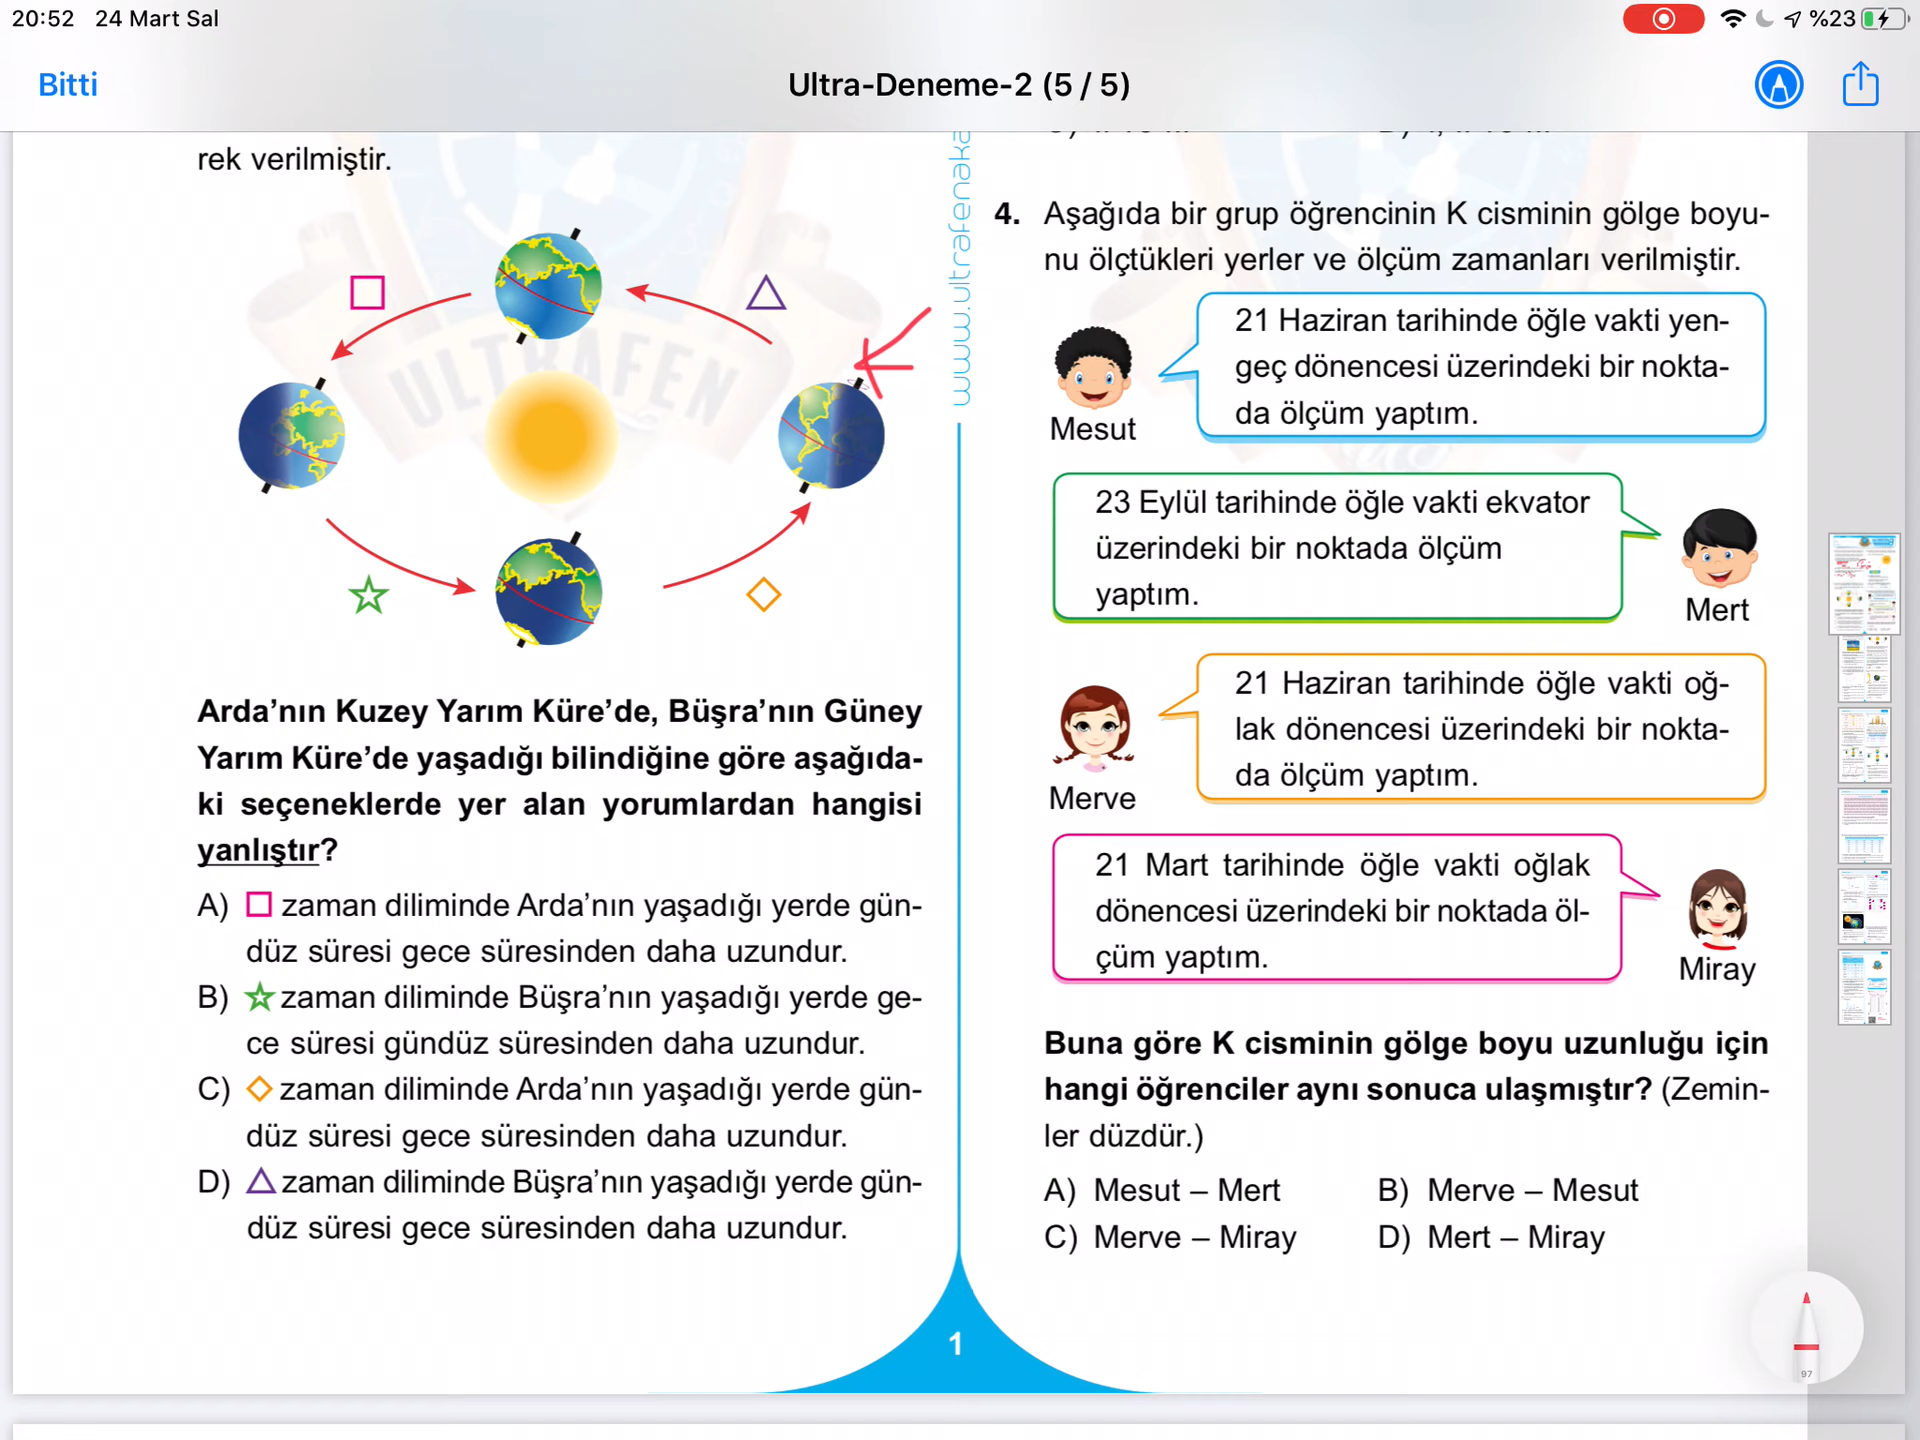 20:52 24 Mart Sal
%23
Bitti
Ultra-Deneme-2 (5 / 5)
rek verilmiştir.
ULTRAFEN
Arda’nın Kuzey Yarım Küre’de, Büşra’nın Güney
Yarım Küre’de yaşadığı bilindiğine göre aşağıda-
ki seçeneklerde yer alan yorumlardan hangisi
yanlıştır?
A) □ zaman diliminde Arda’nın yaşadığı yerde gün-
düz süresi gece süresinden daha uzundur.
B) ☆ zaman diliminde Büşra’nın yaşadığı yerde ge-
ce süresi gündüz süresinden daha uzundur.
C) ◇ zaman diliminde Arda’nın yaşadığı yerde gün-
düz süresi gece süresinden daha uzundur.
D) △ zaman diliminde Büşra’nın yaşadığı yerde gün-
düz süresi gece süresinden daha uzundur.
www.ultrafenaka
4. Aşağıda bir grup öğrencinin K cisminin gölge boyu-
nu ölçtükleri yerler ve ölçüm zamanları verilmiştir.
21 Haziran tarihinde öğle vakti yen-
geç dönencesi üzerindeki bir nokta-
da ölçüm yaptım.
Mesut
23 Eylül tarihinde öğle vakti ekvator
üzerindeki bir noktada ölçüm
yaptım.
Mert
21 Haziran tarihinde öğle vakti oğ-
lak dönencesi üzerindeki bir nokta-
da ölçüm yaptım.
Merve
21 Mart tarihinde öğle vakti oğlak
dönencesi üzerindeki bir noktada öl-
çüm yaptım.
Miray
Buna göre K cisminin gölge boyu uzunluğu için
hangi öğrenciler aynı sonuca ulaşmıştır? (Zemin-
ler düzdür.)
A) Mesut – Mert
B) Merve – Mesut
C) Merve – Miray
D) Mert – Miray
1
97